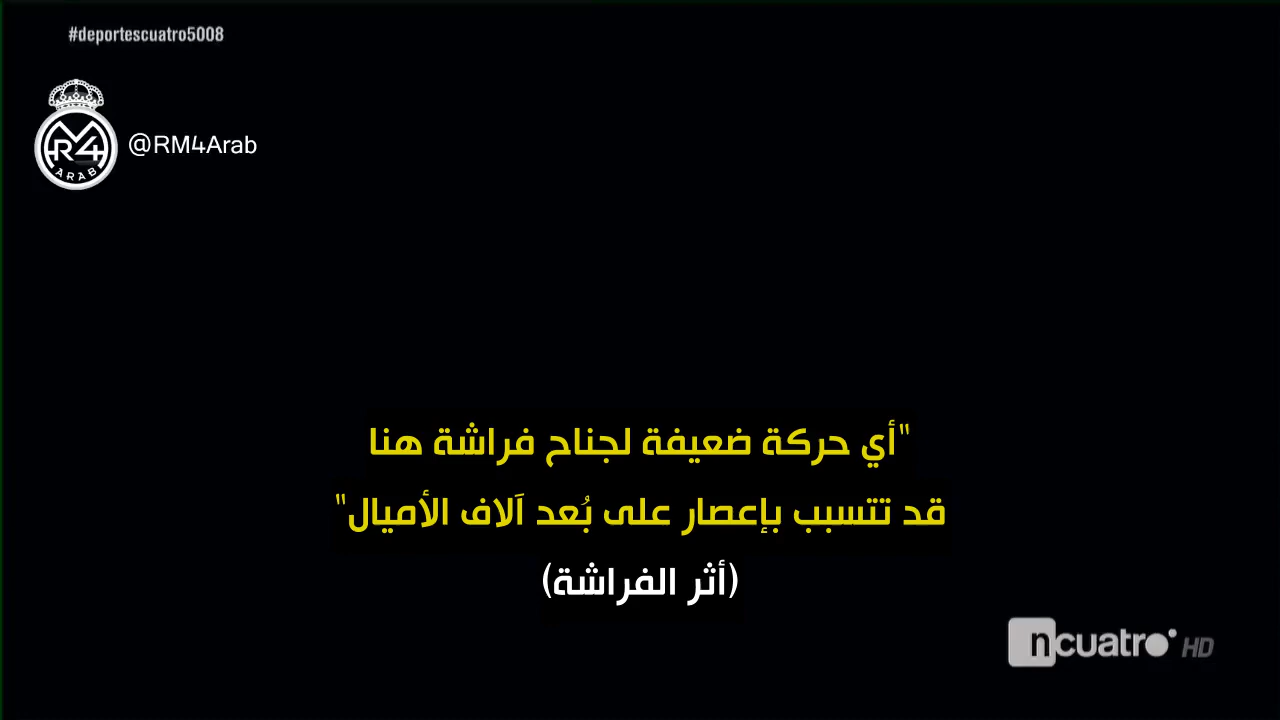 #deportescuatro5008
RM4
ARAB
@RM4Arab
"أي حركة ضعيفة لجناح فراشة هنا
قد تتسبب بإعصار على بُعد آلاف الأميال"
(أثر الفراشة)
ncuatro HD